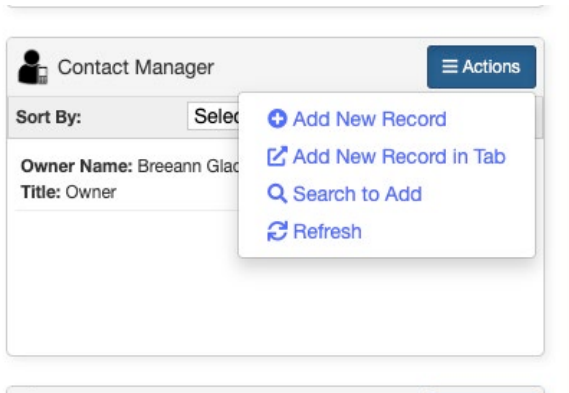 Contact Manager
Actions
Sort By:
Add New Record
Add New Record in Tab
Owner Name: Breeann
Title: Owner
Search to Add
Refresh